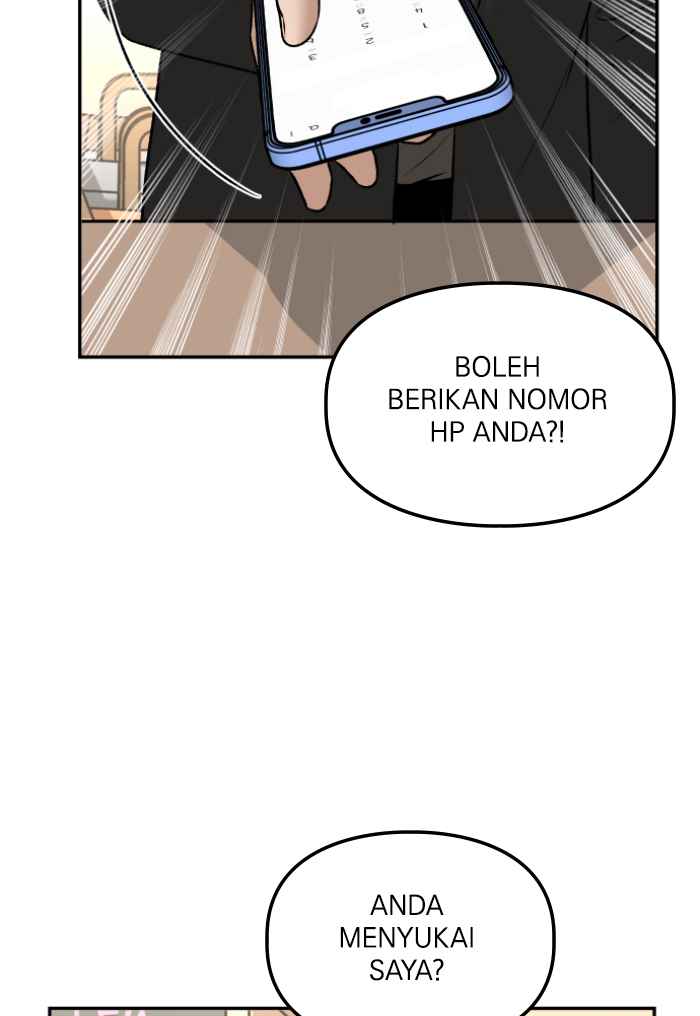 BOLEH
BERIKAN NOMOR
HP ANDA?!
ANDA
MENYUKAI
SAYA?